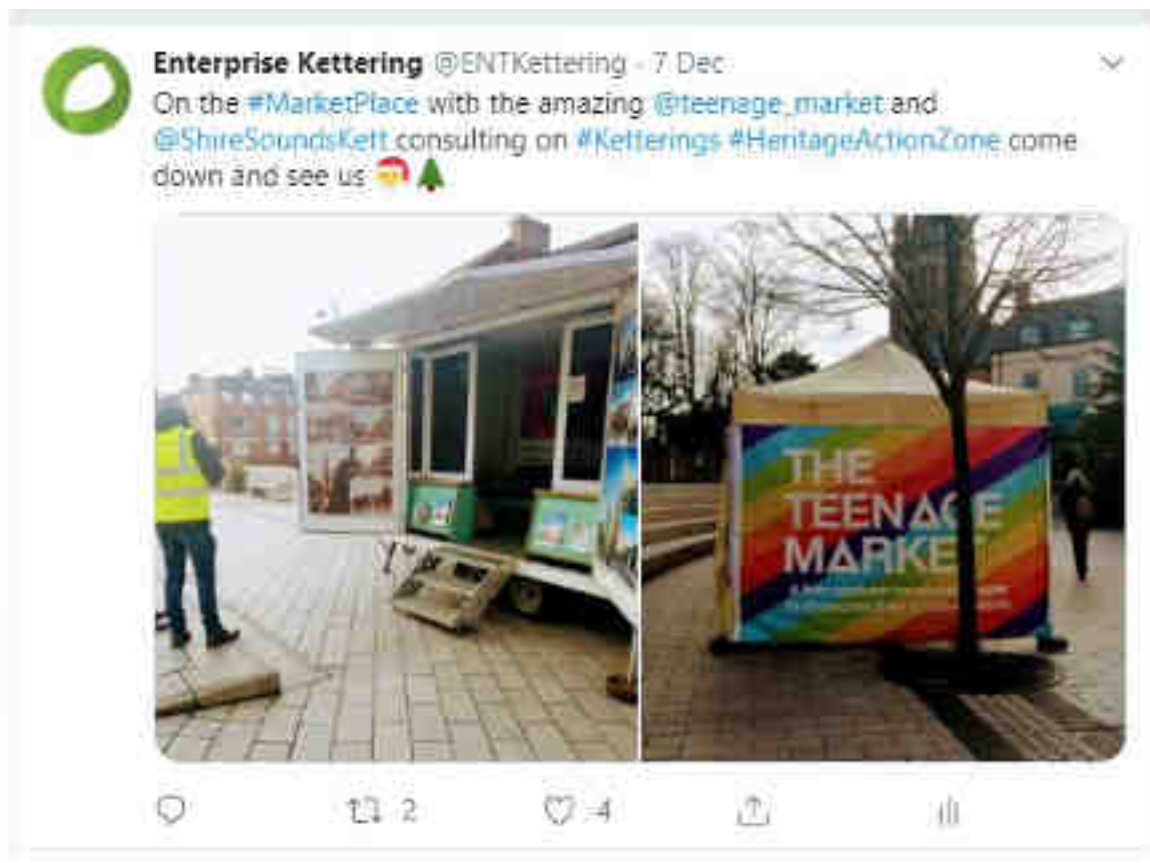 Enterprise Kettering @ENTKettering · 7 Dec
On the #MarketPlace with the amazing @teenage_market and
@ShireSoundsKett consulting on #Ketterings #HeritageActionZone come
down and see us 🎅🎄
THE
TEENAGE
MARKET
2
4